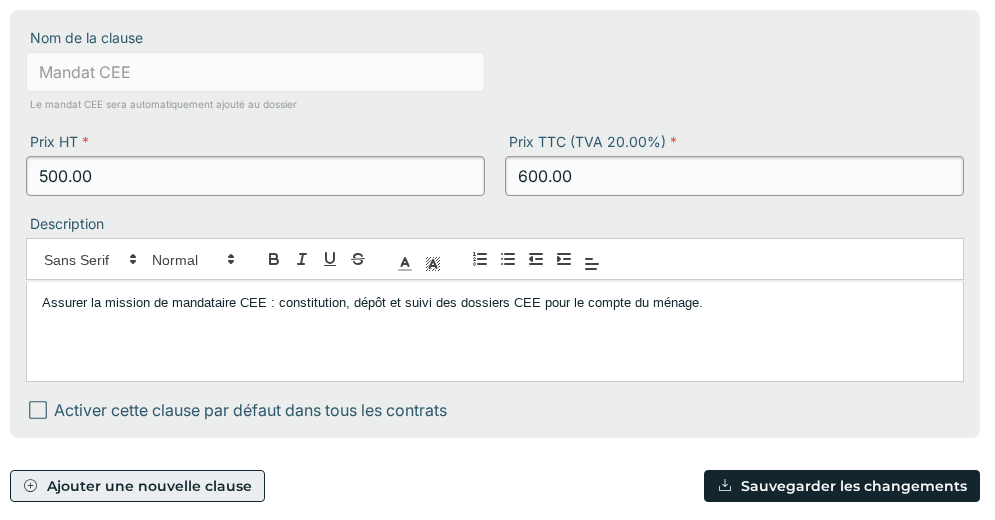 Nom de la clause
Mandat CEE
Le mandat CEE sera automatiquement ajouté au dossier
Prix HT *
Prix TTC (TVA 20.00%) *
500.00
600.00
Description
Sans Serif
Normal
B I U S A A
Assurer la mission de mandataire CEE : constitution, dépôt et suivi des dossiers CEE pour le compte du ménage.
Activer cette clause par défaut dans tous les contrats
Ajouter une nouvelle clause
Sauvegarder les changements